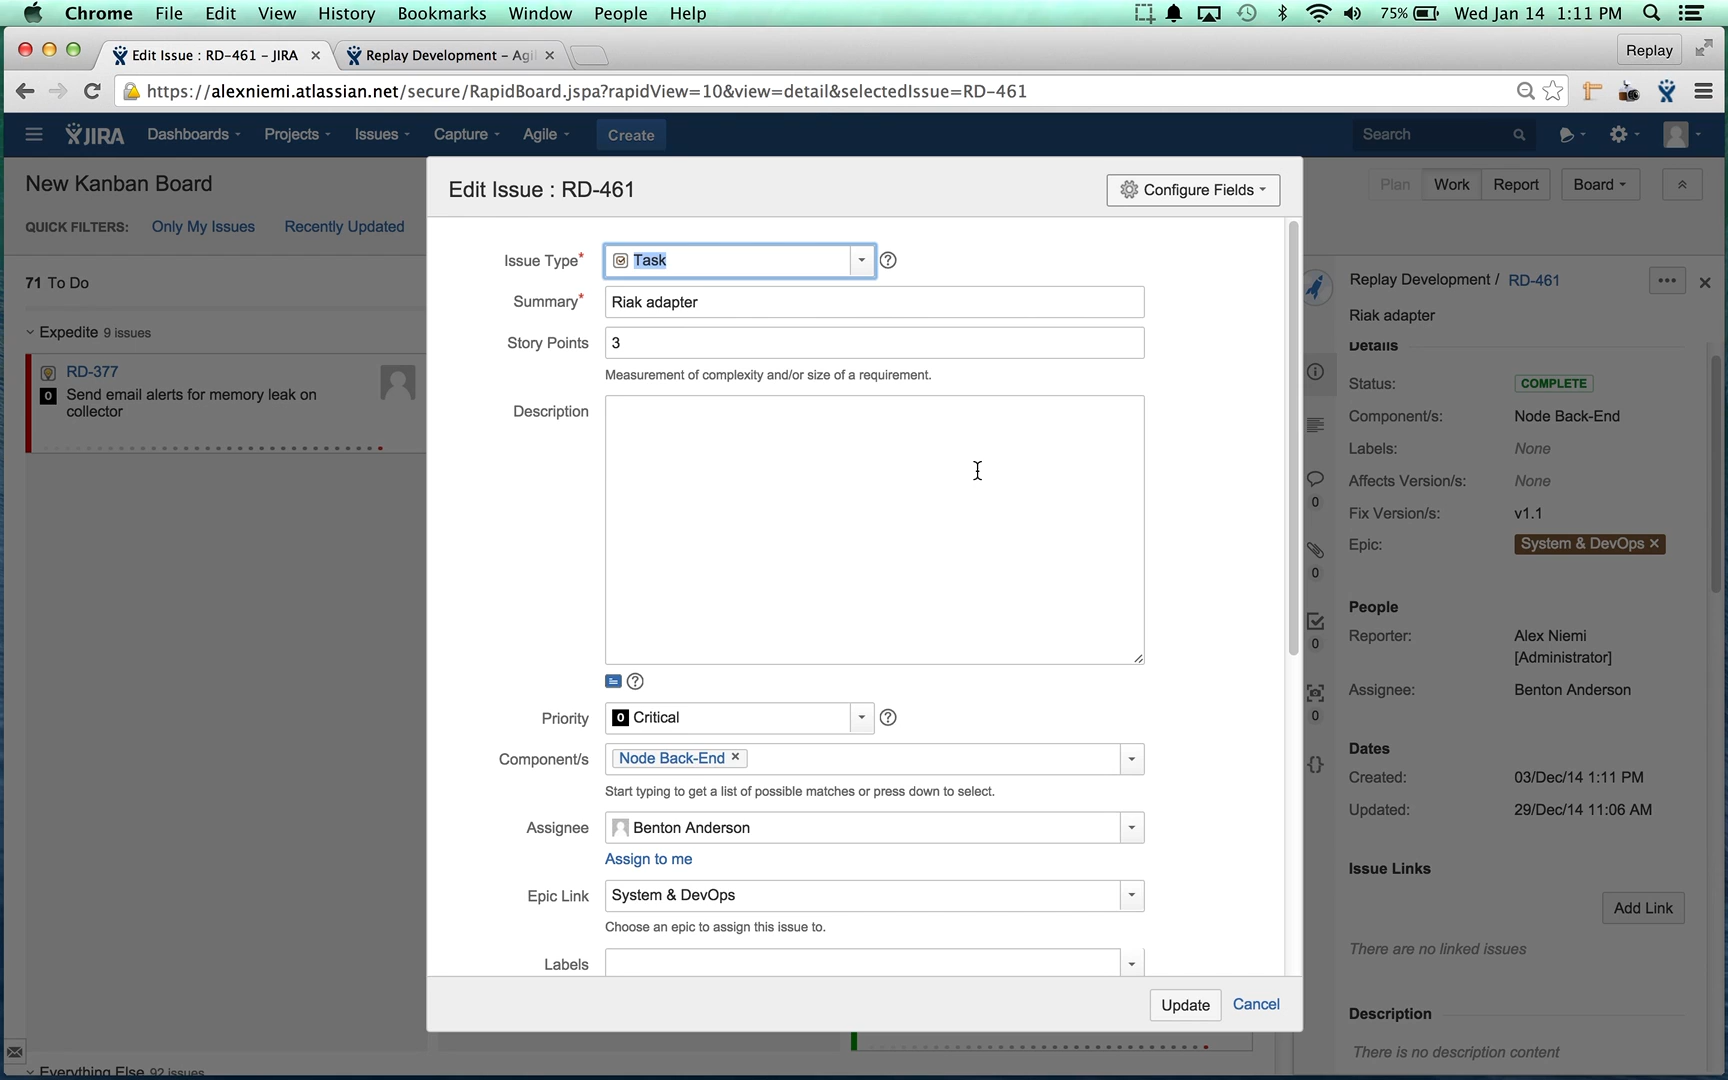 Chrome File Edit View History Bookmarks Window People Help 75% Wed Jan 14 1:11 PM
Edit Issue : RD-461 – JIRA
Replay Development – Agil
Replay
https://alexniemi.atlassian.net/secure/RapidBoard.jspa?rapidView=10&view=detail&selectedIssue=RD-461
JIRA Dashboards Projects Issues Capture Agile Create Search
New Kanban Board
Plan Work Report Board
QUICK FILTERS: Only My Issues Recently Updated
71 To Do
Expedite 9 issues
RD-377
0 Send email alerts for memory leak on
collector
Everything Else 92 issues
Edit Issue : RD-461
Configure Fields
Issue Type* Task
Summary* Riak adapter
Story Points 3
Measurement of complexity and/or size of a requirement.
Description
Priority 0 Critical
Component/s Node Back-End
Start typing to get a list of possible matches or press down to select.
Assignee Benton Anderson
Assign to me
Epic Link System & DevOps
Choose an epic to assign this issue to.
Labels
Update Cancel
Replay Development / RD-461
Riak adapter
Details
Status: COMPLETE
Component/s: Node Back-End
Labels: None
Affects Version/s: None
Fix Version/s: v1.1
Epic: System & DevOps
People
Reporter: Alex Niemi
[Administrator]
Assignee: Benton Anderson
Dates
Created: 03/Dec/14 1:11 PM
Updated: 29/Dec/14 11:06 AM
Issue Links
Add Link
There are no linked issues
Description
There is no description content
0
0
0
0